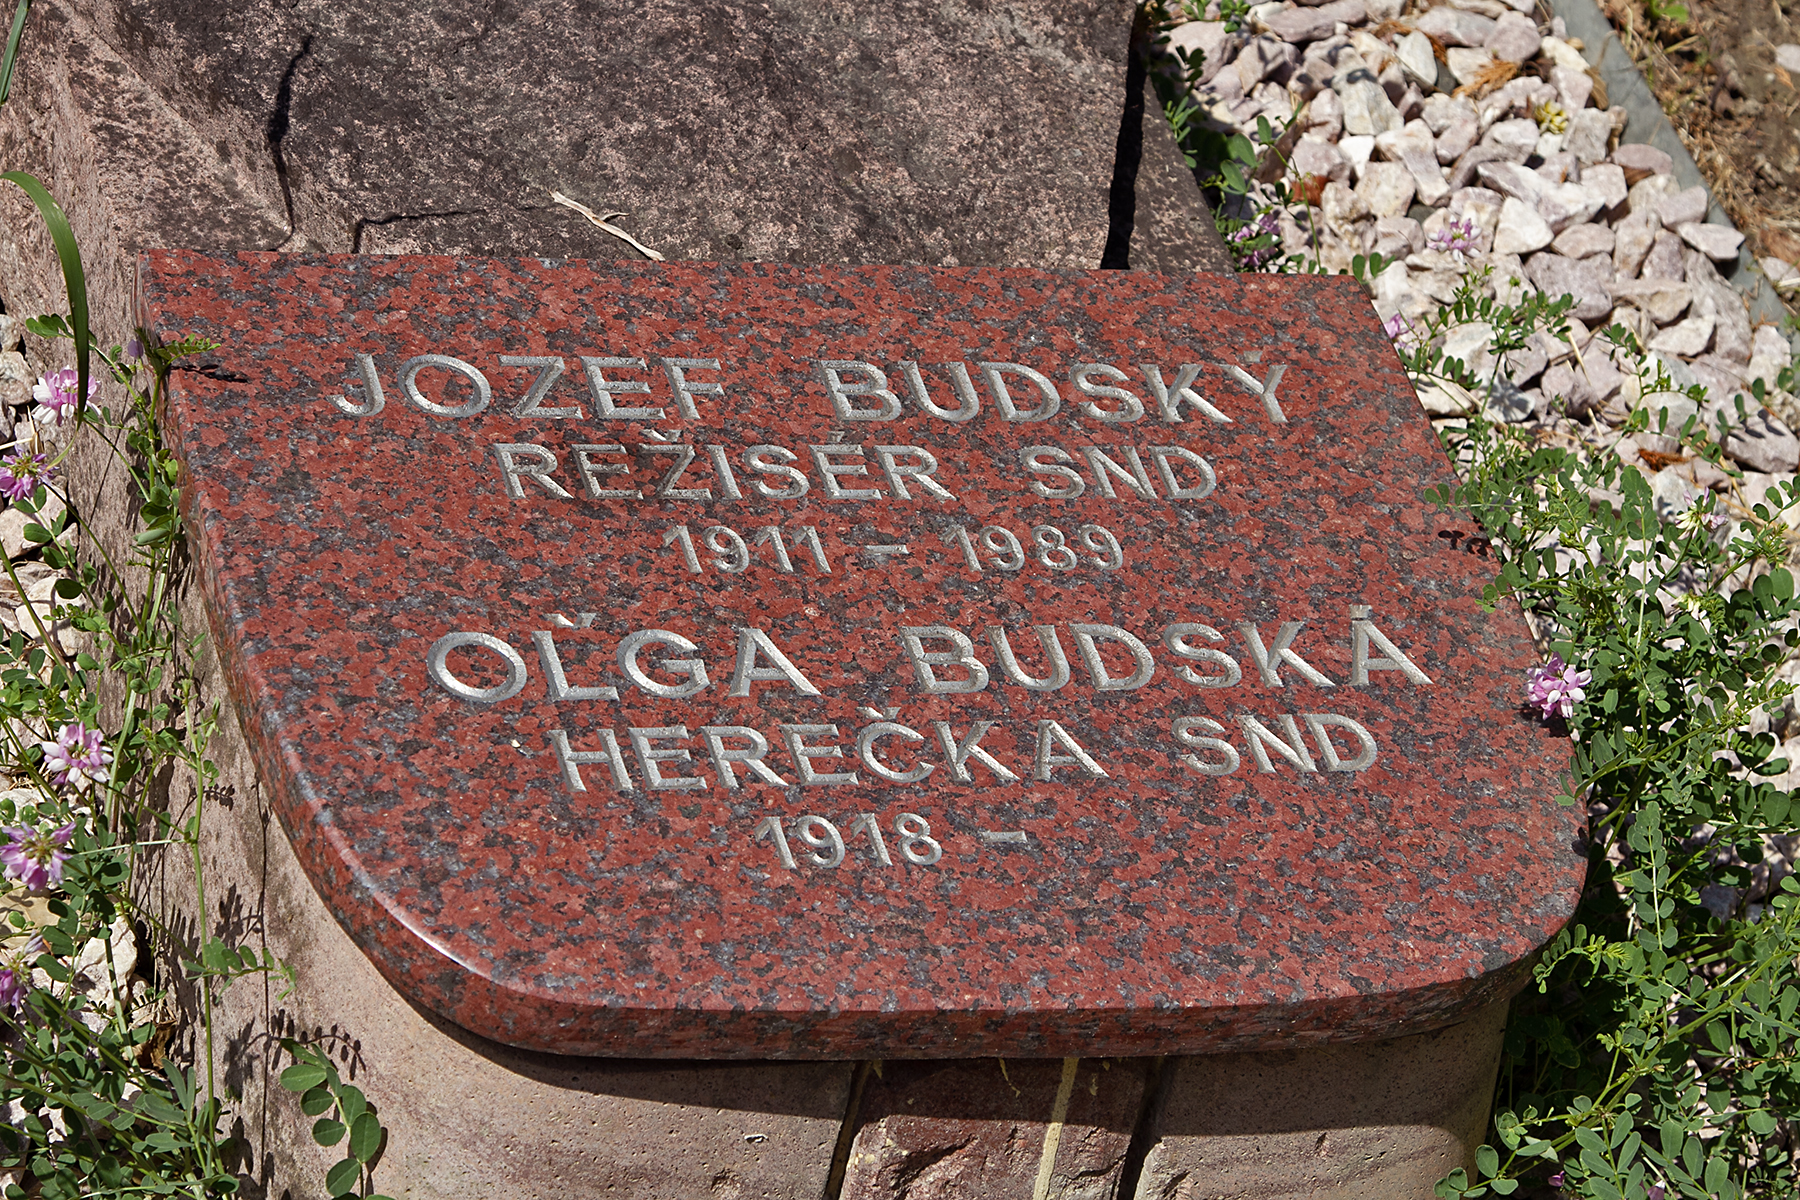 JOZEF BUDSKÝ
REŽISÉR SND
1911 – 1989
OĽGA BUDSKÁ
HEREČKA SND
1918 –